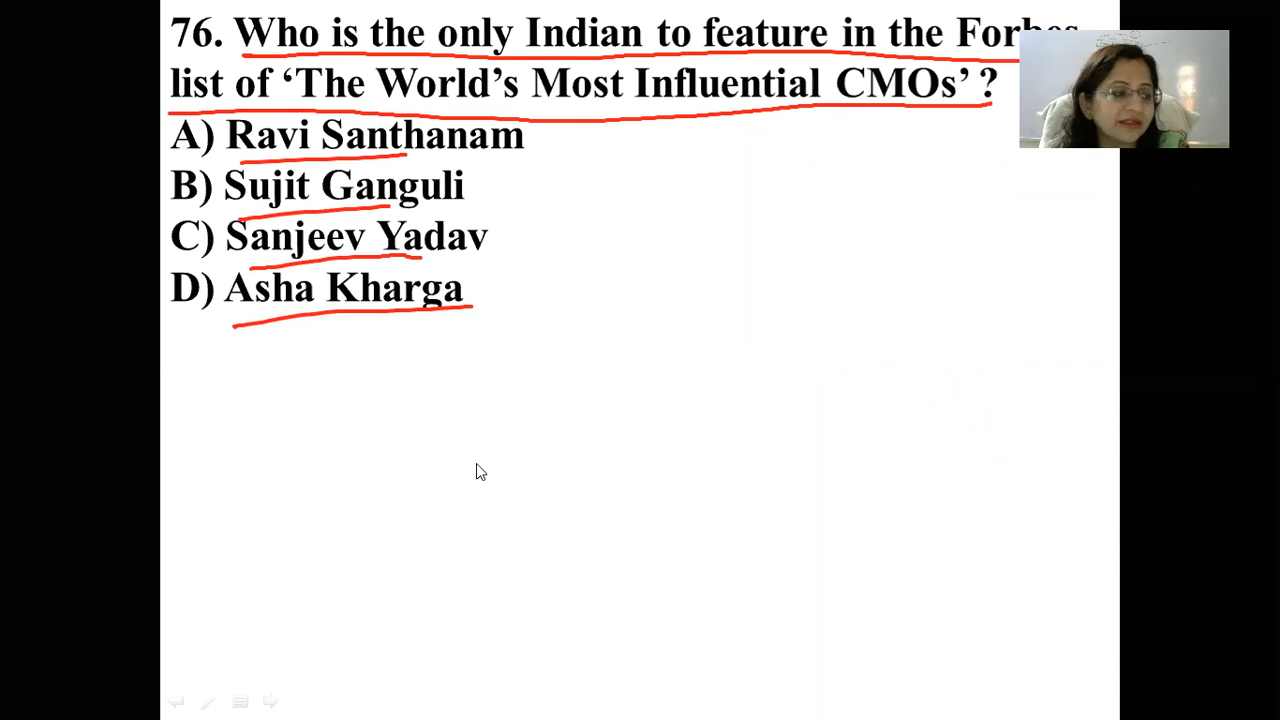 76. Who is the only Indian to feature in the Forbes
list of ‘The World’s Most Influential CMOs’ ?
A) Ravi Santhanam
B) Sujit Ganguli
C) Sanjeev Yadav
D) Asha Kharga